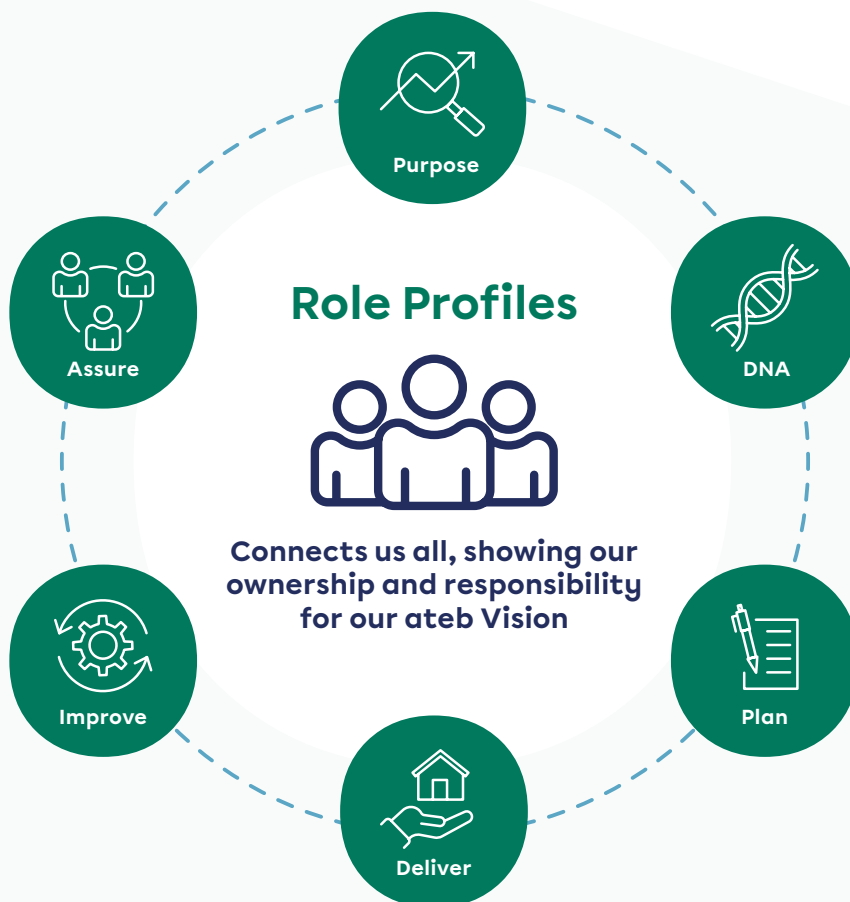 Purpose
Assure
DNA
Role Profiles
Connects us all, showing our
ownership and responsibility
for our ateb Vision
Improve
Plan
Deliver